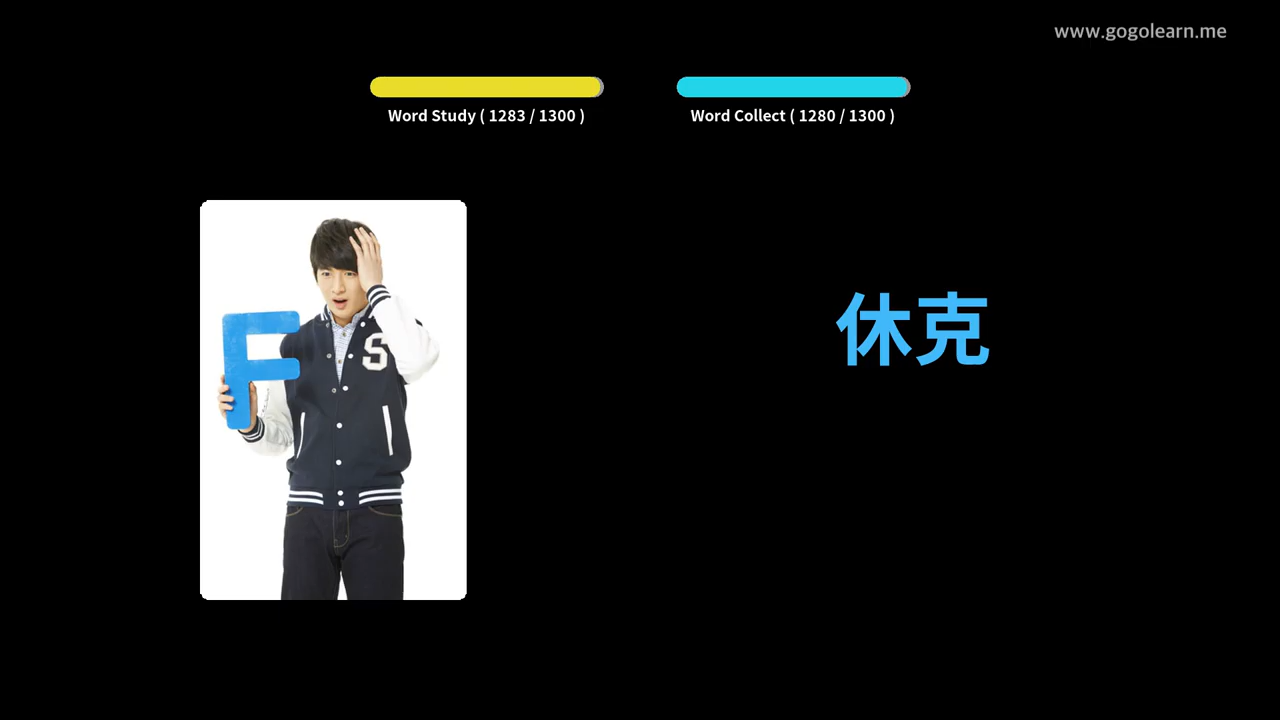 www.gogolearn.me
Word Study ( 1283 / 1300 )
Word Collect ( 1280 / 1300 )
F
S
休克